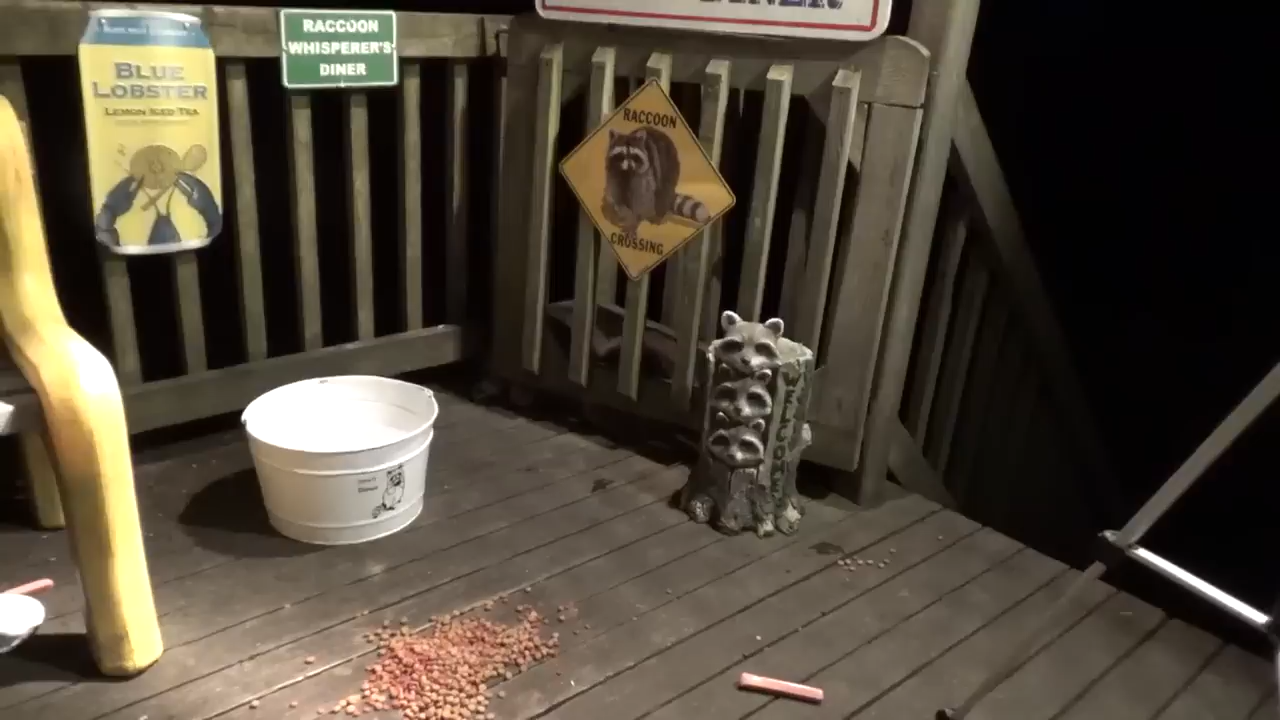 BLUE
LOBSTER
LEMON ICED TEA
RACCOON
WHISPERER'S
DINER
RACCOON
CROSSING
WELCOME